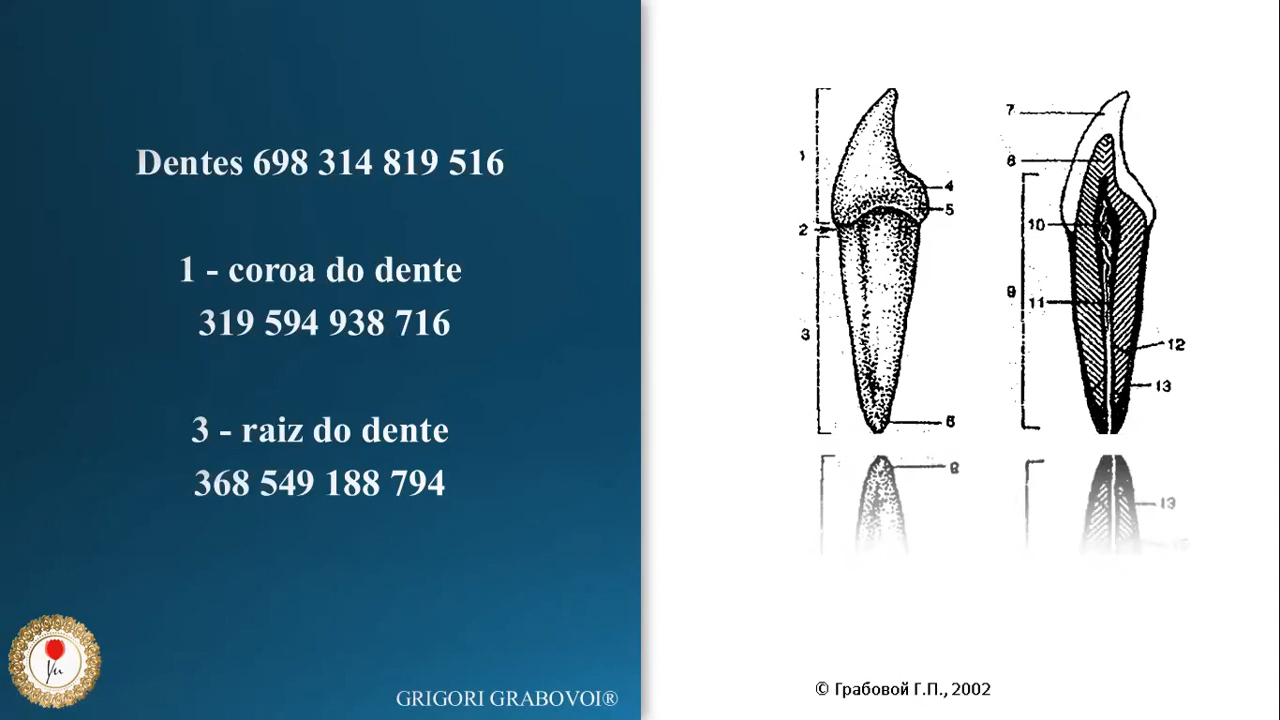 Dentes 698 314 819 516
1 - coroa do dente
319 594 938 716
3 - raiz do dente
368 549 188 794
GRIGORI GRABOVOI®
1
2
3
4
5
6
7
8
9
10
11
12
13
13
© Грабовой Г.П., 2002